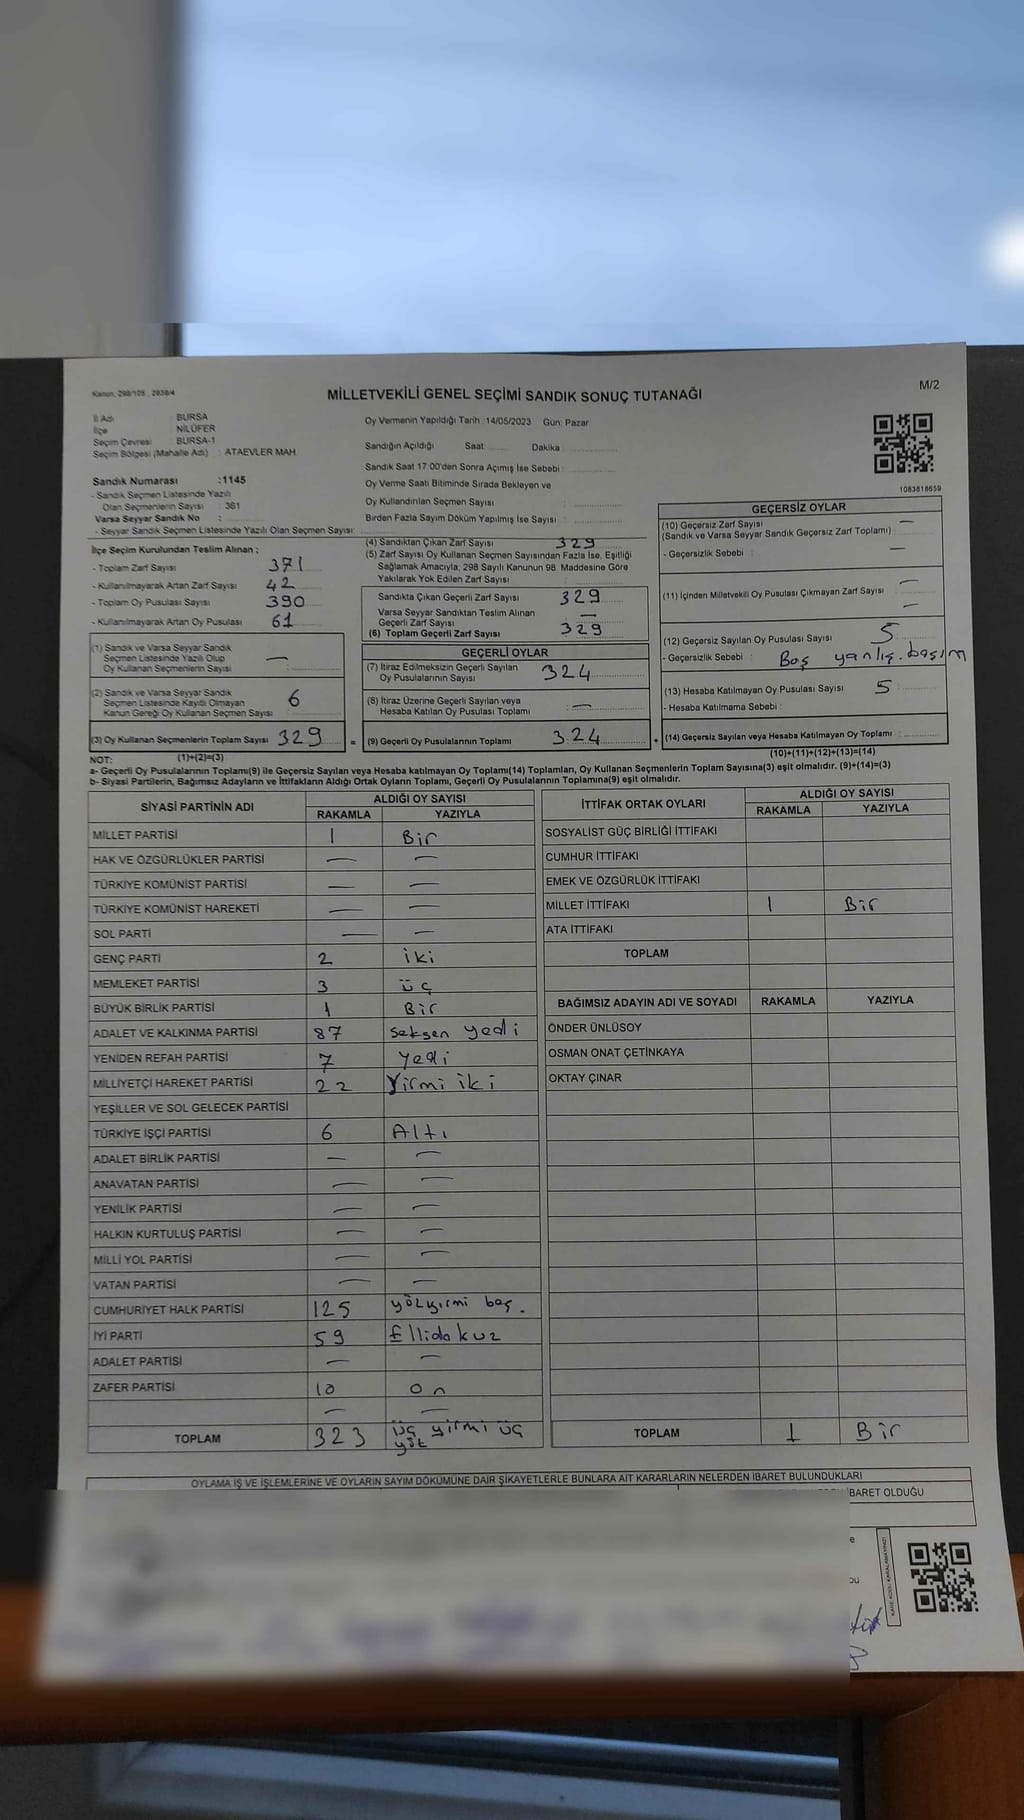 Kanun, 298/105 , 2839/4
MİLLETVEKİLİ GENEL SEÇİMİ SANDIK SONUÇ TUTANAĞI
M/2
İl Adı : BURSA
İlçe : NİLÜFER
Seçim Çevresi : BURSA-1
Seçim Bölgesi (Mahalle Adı) : ATAEVLER MAH
Sandık Numarası :1145
- Sandık Seçmen Listesinde Yazılı
Olan Seçmenlerin Sayısı : 361
Varsa Seyyar Sandık No :
- Seyyar Sandık Seçmen Listesinde Yazılı Olan Seçmen Sayısı:
Oy Vermenin Yapıldığı Tarih :14/05/2023 Gün: Pazar
Sandığın Açıldığı Saat: Dakika
Sandık Saat 17:00'den Sonra Açımış İse Sebebi :
Oy Verme Saati Bitiminde Sırada Bekleyen ve
Oy Kullandırılan Seçmen Sayısı :
Birden Fazla Sayım Döküm Yapılmış İse Sayısı :
1083818659
İlçe Seçim Kurulundan Teslim Alınan ;
- Toplam Zarf Sayısı 371
- Kullanılmayarak Artan Zarf Sayısı 42
- Toplam Oy Pusulası Sayısı 390
- Kullanılmayarak Artan Oy Pusulası 61
(1) Sandık ve Varsa Seyyar Sandık
Seçmen Listesinde Yazılı Olup
Oy Kullanan Seçmenlerin Sayısı : —
(2) Sandık ve Varsa Seyyar Sandık
Seçmen Listesinde Kayıtlı Olmayan
Kanun Gereği Oy Kullanan Seçmen Sayısı : 6
(3) Oy Kullanan Seçmenlerin Toplam Sayısı 329
(4) Sandıktan Çıkan Zarf Sayısı 329
(5) Zarf Sayısı Oy Kullanan Seçmen Sayısından Fazla İse, Eşitliği
Sağlamak Amacıyla, 298 Sayılı Kanunun 98. Maddesine Göre
Yakılarak Yok Edilen Zarf Sayısı :
Sandıkta Çıkan Geçerli Zarf Sayısı 329
Varsa Seyyar Sandıktan Teslim Alınan
Geçerli Zarf Sayısı —
(6) Toplam Geçerli Zarf Sayısı 329
GEÇERLİ OYLAR
(7) İtiraz Edilmeksizin Geçerli Sayılan
Oy Pusulalarının Sayısı 324
(8) İtiraz Üzerine Geçerli Sayılan veya
Hesaba Katılan Oy Pusulası Toplamı : —
= (9) Geçerli Oy Pusulalarının Toplamı 324 +
GEÇERSİZ OYLAR
(10) Geçersiz Zarf Sayısı
(Sandık ve Varsa Seyyar Sandık Geçersiz Zarf Toplamı) : —
- Geçersizlik Sebebi : —
(11) İçinden Milletvekili Oy Pusulası Çıkmayan Zarf Sayısı : —
—
(12) Geçersiz Sayılan Oy Pusulası Sayısı : 5
- Geçersizlik Sebebi : Boş yanlış.basım
(13) Hesaba Katılmayan Oy Pusulası Sayısı : 5
- Hesaba Katılmama Sebebi :
(14) Geçersiz Sayılan veya Hesaba Katılmayan Oy Toplamı :
NOT: (1)+(2)=(3) (10)+(11)+(12)+(13)=(14)
a- Geçerli Oy Pusulalarının Toplamı(9) ile Geçersiz Sayılan veya Hesaba katılmayan Oy Toplamı(14) Toplamları, Oy Kullanan Seçmenlerin Toplam Sayısına(3) eşit olmalıdır. (9)+(14)=(3)
b- Siyasi Partilerin, Bağımsız Adayların ve İttifakların Aldığı Ortak Oyların Toplamı, Geçerli Oy Pusulalarının Toplamına(9) eşit olmalıdır.
SİYASİ PARTİNİN ADI ALDIĞI OY SAYISI
RAKAMLA YAZIYLA
MİLLET PARTİSİ 1 Bir
HAK VE ÖZGÜRLÜKLER PARTİSİ — —
TÜRKİYE KOMÜNİST PARTİSİ — —
TÜRKİYE KOMÜNİST HAREKETİ — —
SOL PARTİ — —
GENÇ PARTİ 2 iki
MEMLEKET PARTİSİ 3 üç
BÜYÜK BİRLİK PARTİSİ 1 Bir
ADALET VE KALKINMA PARTİSİ 87 seksen yedi
YENİDEN REFAH PARTİSİ 7 Yedi
MİLLİYETÇİ HAREKET PARTİSİ 22 Yirmi iki
YEŞİLLER VE SOL GELECEK PARTİSİ
TÜRKİYE İŞÇİ PARTİSİ 6 Altı
ADALET BİRLİK PARTİSİ — —
ANAVATAN PARTİSİ — —
YENİLİK PARTİSİ — —
HALKIN KURTULUŞ PARTİSİ — —
MİLLİ YOL PARTİSİ — —
VATAN PARTİSİ — —
CUMHURİYET HALK PARTİSİ 125 yüzyirmi beş.
İYİ PARTİ 59 Ellidokuz
ADALET PARTİSİ — —
ZAFER PARTİSİ 10 On
— —
TOPLAM 323 üç yirmi üç
yüz
İTTİFAK ORTAK OYLARI ALDIĞI OY SAYISI
RAKAMLA YAZIYLA
SOSYALİST GÜÇ BİRLİĞİ İTTİFAKI
CUMHUR İTTİFAKI
EMEK VE ÖZGÜRLÜK İTTİFAKI
MİLLET İTTİFAKI 1 Bir
ATA İTTİFAKI
TOPLAM
BAĞIMSIZ ADAYIN ADI VE SOYADI RAKAMLA YAZIYLA
ÖNDER ÜNLÜSOY
OSMAN ONAT ÇETİNKAYA
OKTAY ÇINAR
TOPLAM 1 Bir
OYLAMA İŞ VE İŞLEMLERİNE VE OYLARIN SAYIM DÖKÜMÜNE DAİR ŞİKAYETLERLE BUNLARA AİT KARARLARIN NELERDEN İBARET BULUNDUKLARI
İBARET OLDUĞU